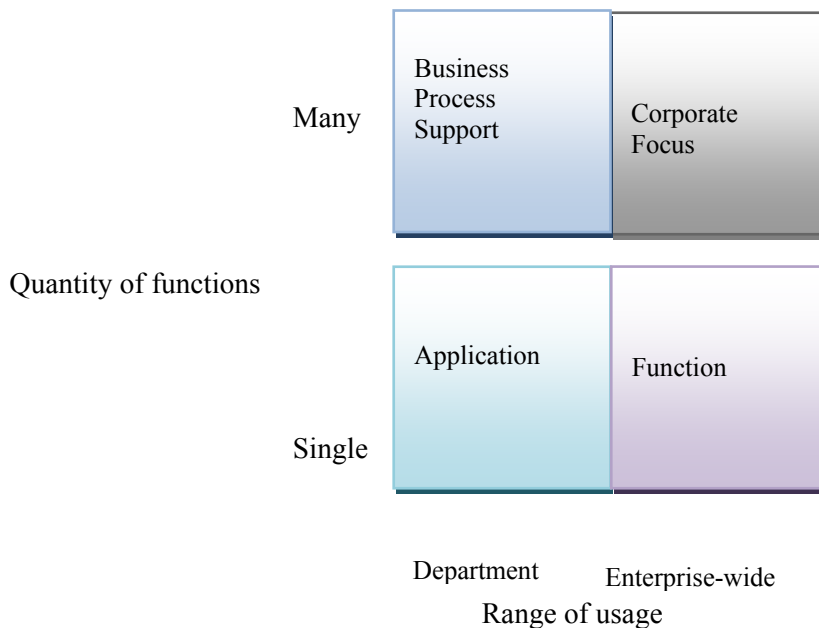 Business
Process
Support
Many
Corporate
Focus
Quantity of functions
Application
Function
Single
Department
Enterprise-wide
Range of usage